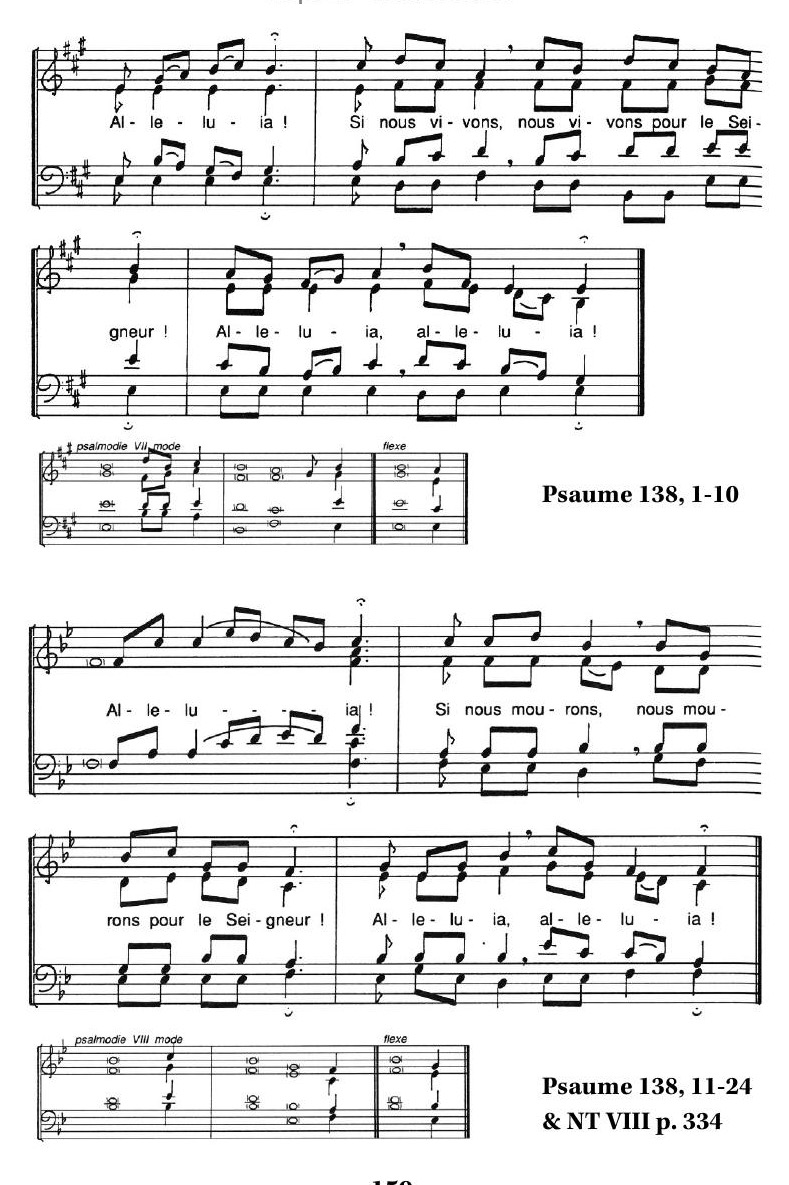 Al - le - lu - ia ! Si nous vi - vons, nous vi - vons pour le Sei -
gneur ! Al - le - lu - ia, al - le - lu - ia !
psalmodie VII mode flexe
Psaume 138, 1-10
Al - le - lu - - - - ia ! Si nous mou - rons, nous mou -
rons pour le Sei - gneur ! Al - le - lu - ia, al - le - lu - ia !
psalmodie VIII mode flexe
Psaume 138, 11-24
& NT VIII p. 334